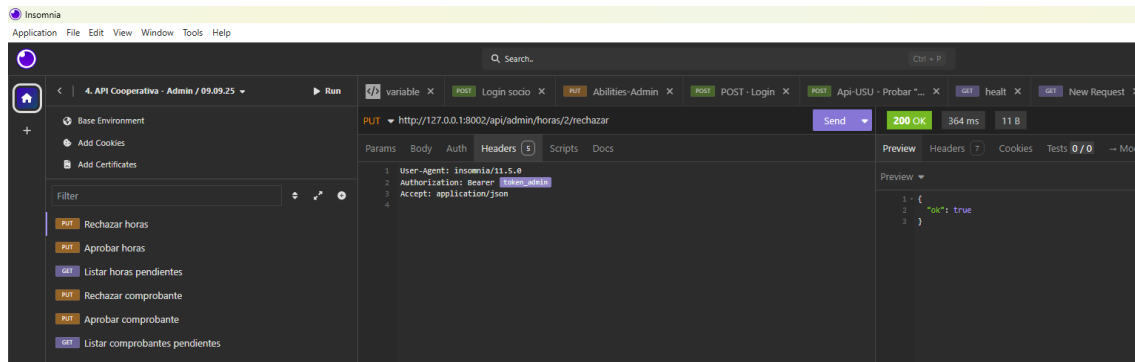 Insomnia
Application File Edit View Window Tools Help
Search.. Ctrl + P
4. API Cooperativa - Admin / 09.09.25 Run
variable POST Login socio PUT Abilities-Admin POST POST - Login POST Api-USU - Probar "... GET healt GET New Request
Base Environment
Add Cookies
Add Certificates
PUT http://127.0.0.1:8002/api/admin/horas/2/rechazar Send 200 OK 364 ms 11 B
Params Body Auth Headers 5 Scripts Docs Preview Headers 7 Cookies Tests 0 / 0 → Mo
Preview
1 User-Agent: insomnia/11.5.0
2 Authorization: Bearer token_admin
3 Accept: application/json
4
1 {
2 "ok": true
3 }
Filter
PUT Rechazar horas
PUT Aprobar horas
GET Listar horas pendientes
PUT Rechazar comprobante
PUT Aprobar comprobante
GET Listar comprobantes pendientes